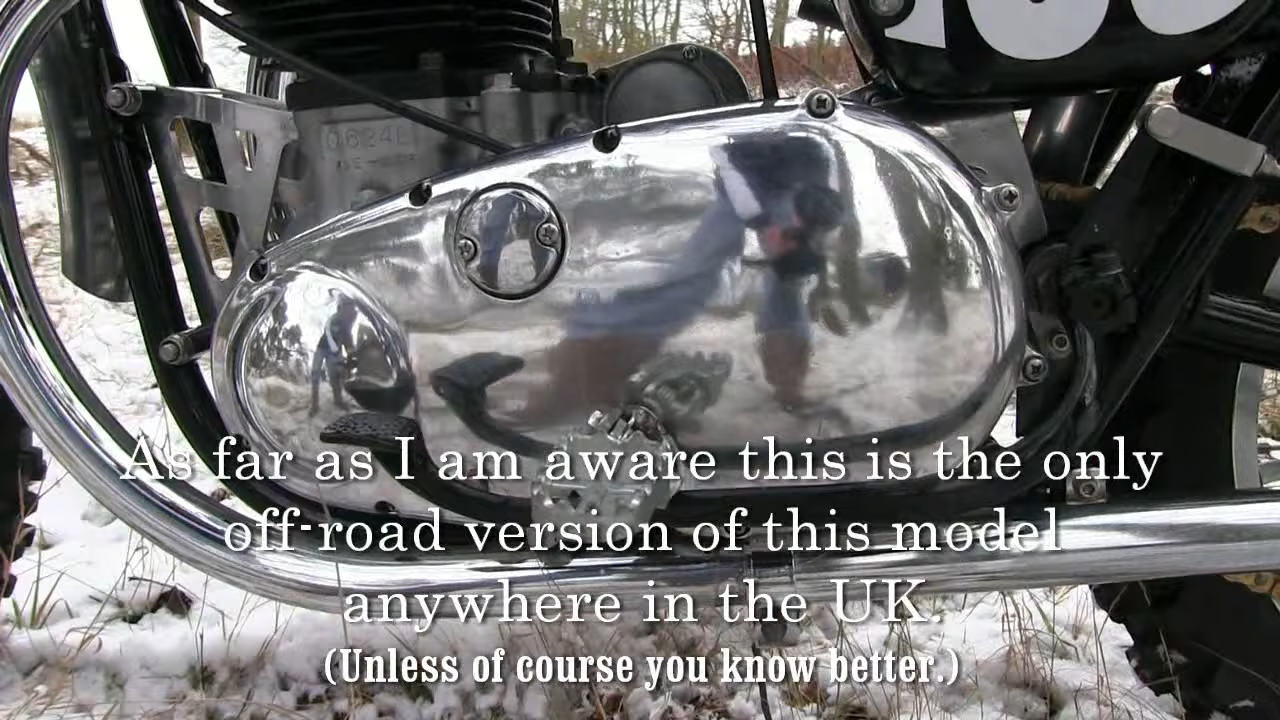 As far as I am aware this is the only
off-road version of this model
anywhere in the UK.
(Unless of course you know better.)